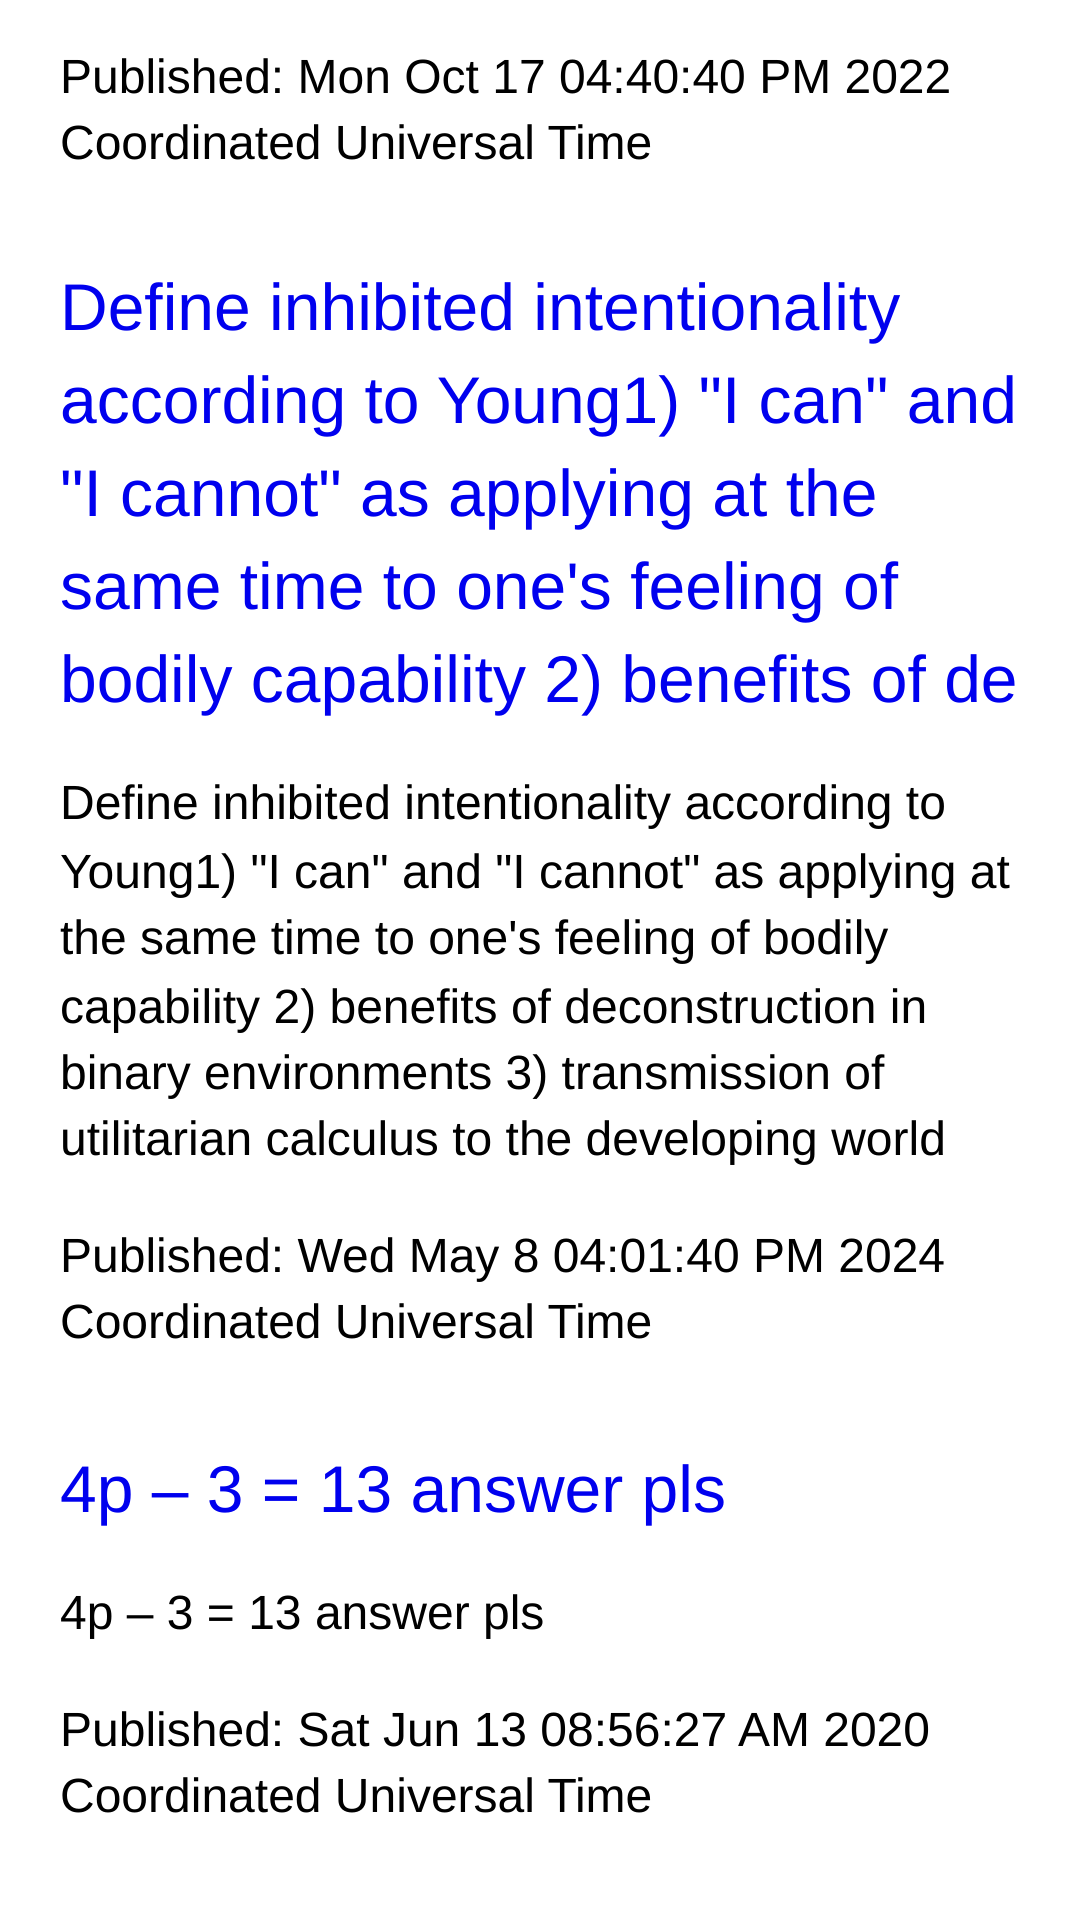 Published: Mon Oct 17 04:40:40 PM 2022
Coordinated Universal Time
Define inhibited intentionality
according to Young1) "I can" and
"I cannot" as applying at the
same time to one's feeling of
bodily capability 2) benefits of de
Define inhibited intentionality according to
Young1) "I can" and "I cannot" as applying at
the same time to one's feeling of bodily
capability 2) benefits of deconstruction in
binary environments 3) transmission of
utilitarian calculus to the developing world
Published: Wed May 8 04:01:40 PM 2024
Coordinated Universal Time
4p – 3 = 13 answer pls
4p – 3 = 13 answer pls
Published: Sat Jun 13 08:56:27 AM 2020
Coordinated Universal Time